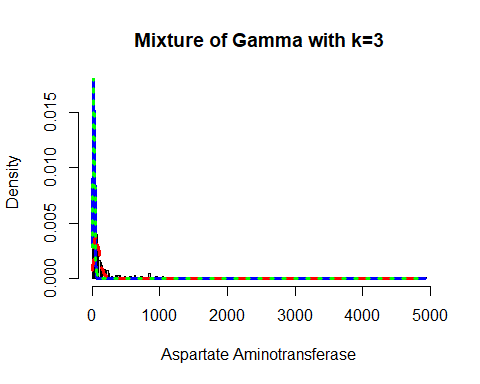 Mixture of Gamma with k=3
Density
0.015
0.010
0.005
0.000
0 1000 2000 3000 4000 5000
Aspartate Aminotransferase